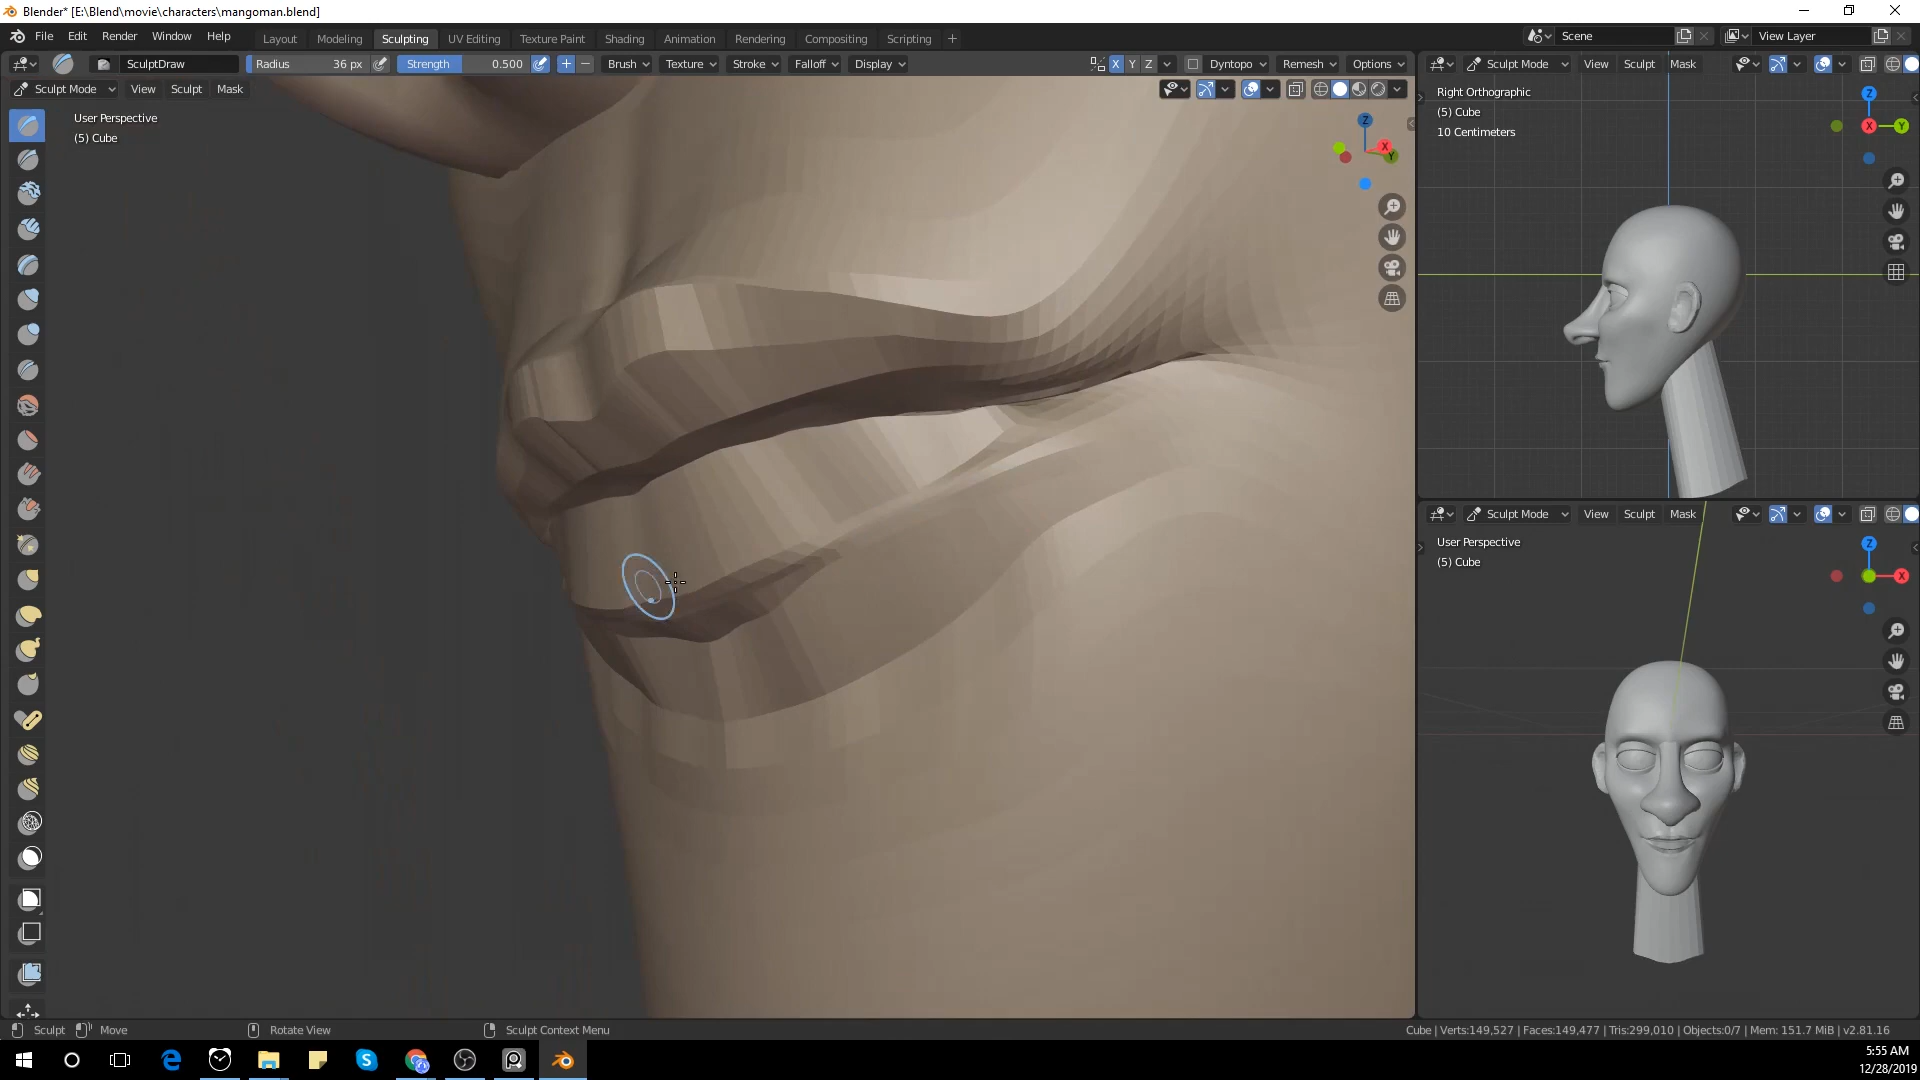 Blender* [E:\Blend\movie\characters\mangoman.blend]
File Edit Render Window Help Layout Modeling Sculpting UV Editing Texture Paint Shading Animation Rendering Compositing Scripting + Scene View Layer
SculptDraw Radius 36 px Strength 0.500 + − Brush Texture Stroke Falloff Display X Y Z Dyntopo Remesh Options
Sculpt Mode View Sculpt Mask
User Perspective
(5) Cube
Z
X
Y
Sculpt Mode View Sculpt Mask
Right Orthographic
(5) Cube
10 Centimeters
Z
X Y
Sculpt Mode View Sculpt Mask
User Perspective
(5) Cube
Z
X
Sculpt Move Rotate View Sculpt Context Menu Cube | Verts:149,527 | Faces:149,477 | Tris:299,010 | Objects:0/7 | Mem: 151.7 MiB | v2.81.16
5:55 AM
12/28/2019